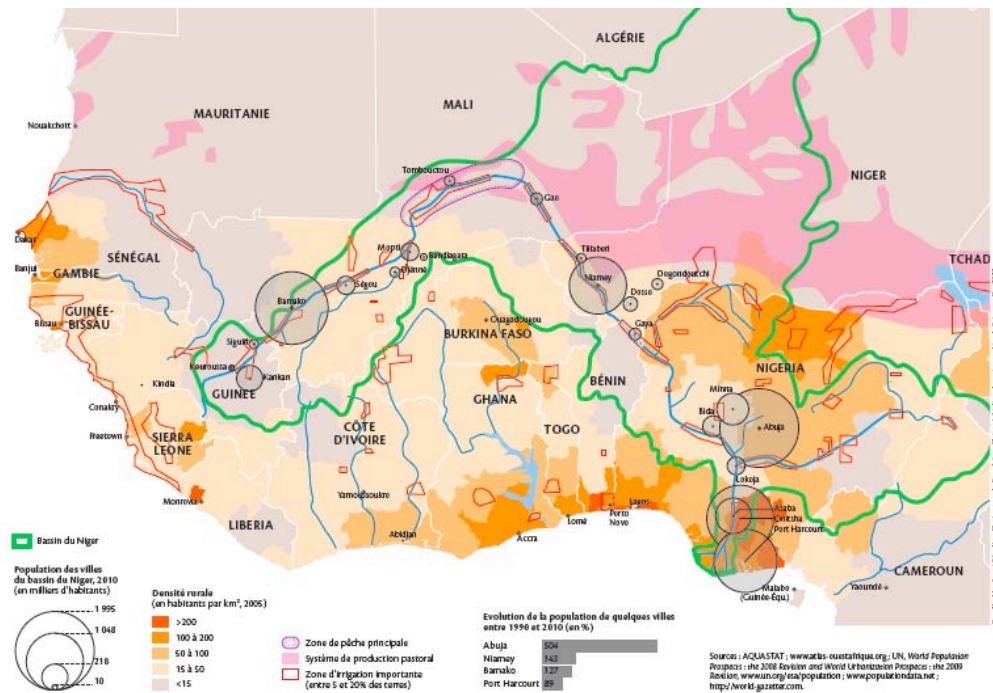 ALGÉRIE
MALI
MAURITANIE
Nouakchott
NIGER
Tombouctou
Gao
TCHAD
Dakar
SÉNÉGAL
Mopti
Bandiagara
Djenné
Tillaberi
Banjul
GAMBIE
Ségou
Niamey
Dogondoutchi
Dosso
Bamako
GUINÉE-
BISSAU
Bissau
Ouagadougou
BURKINA FASO
Gaya
Siguiri
Kouroussa
Kankan
GUINÉE
Kindia
BÉNIN
NIGERIA
Minna
Conakry
GHANA
Bida
Abuja
Freetown
SIERRA
LEONE
CÔTE
D'IVOIRE
TOGO
Lokoja
Monrovia
Yamoussoukro
Lagos
Asaba
Onitsha
Port Harcourt
LIBERIA
Abidjan
Accra
Lomé
Porto
Novo
CAMEROUN
Malabo
(Guinée-Équ.)
Yaoundé
Bassin du Niger
Population des villes
du bassin du Niger, 2010
(en milliers d'habitants)
1 995
1 048
218
10
Densité rurale
(en habitants par km², 2005)
>200
100 à 200
50 à 100
15 à 50
<15
Zone de pêche principale
Système de production pastoral
Zone d'irrigation importante
(entre 5 et 20% des terres)
Evolution de la population de quelques villes
entre 1990 et 2010 (en %)
Abuja 504
Niamey 143
Bamako 127
Port Harcourt 89
Sources : AQUASTAT ; www.atlas-ouestafrique.org ; UN, World Population
Prospects : the 2008 Revision and World Urbanization Prospects : the 2009
Revision, www.un.org/esa/population ; www.populationdata.net ;
http://world-gazetteer.com.